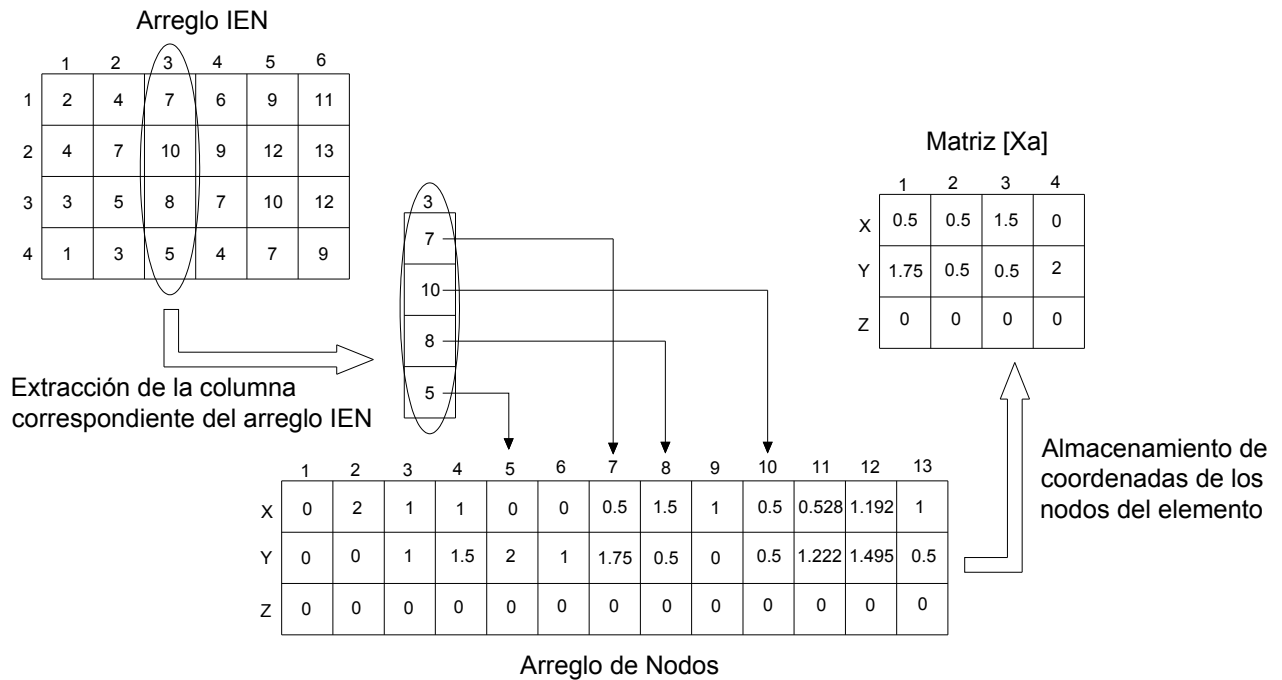 Arreglo IEN
1 2 3 4 5 6
1 2 4 7 6 9 11
2 4 7 10 9 12 13
3 3 5 8 7 10 12
4 1 3 5 4 7 9
Extracción de la columna
correspondiente del arreglo IEN
3
7
10
8
5
Matriz [Xa]
1 2 3 4
X 0.5 0.5 1.5 0
Y 1.75 0.5 0.5 2
Z 0 0 0 0
Almacenamiento de
coordenadas de los
nodos del elemento
1 2 3 4 5 6 7 8 9 10 11 12 13
X 0 2 1 1 0 0 0.5 1.5 1 0.5 0.528 1.192 1
Y 0 0 1 1.5 2 1 1.75 0.5 0 0.5 1.222 1.495 0.5
Z 0 0 0 0 0 0 0 0 0 0 0 0 0
Arreglo de Nodos